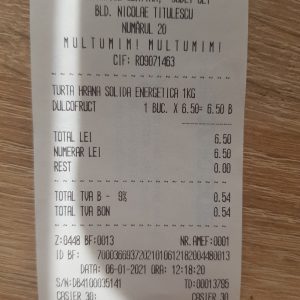 BLD. NICOLAE TITULESCU
NUMĂRUL 20
MULTUMIM! MULTUMIM!
CIF: RO9071463
TURTA HRANA SOLIDA ENERGETICA 1KG
DULCOFRUCT 1 BUC. X 6.50= 6.50 B
TOTAL LEI 6.50
NUMERAR LEI 6.50
REST 0.00
TOTAL TVA B - 9% 0.54
TOTAL TVA BON 0.54
Z:0448 BF:0013 NR.AMEF:0001
ID BF: 70003669372021010612182004480013
DATA: 06-01-2021 ORA: 12:18:20
S/N:DB4100035141 TD:00013795
CASIER 30: CASIER 30: